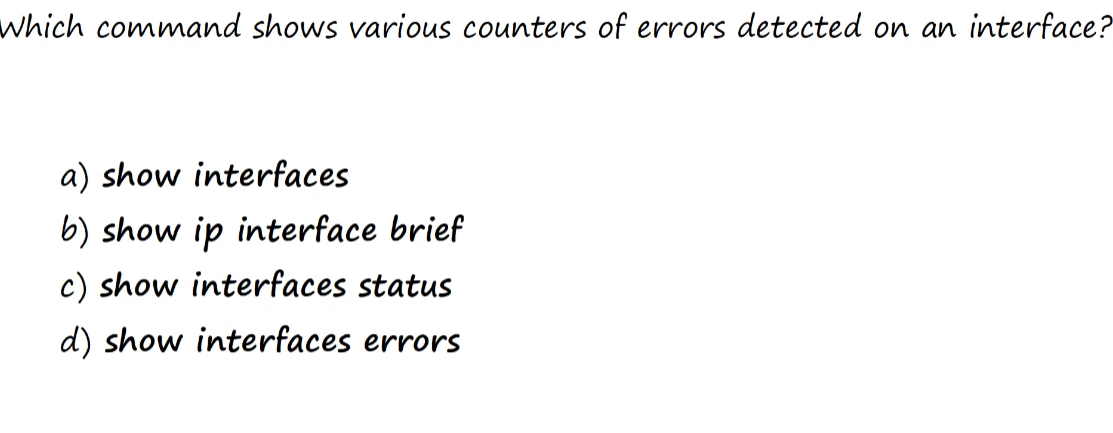 Which command shows various counters of errors detected on an interface?
a) show interfaces
b) show ip interface brief
c) show interfaces status
d) show interfaces errors